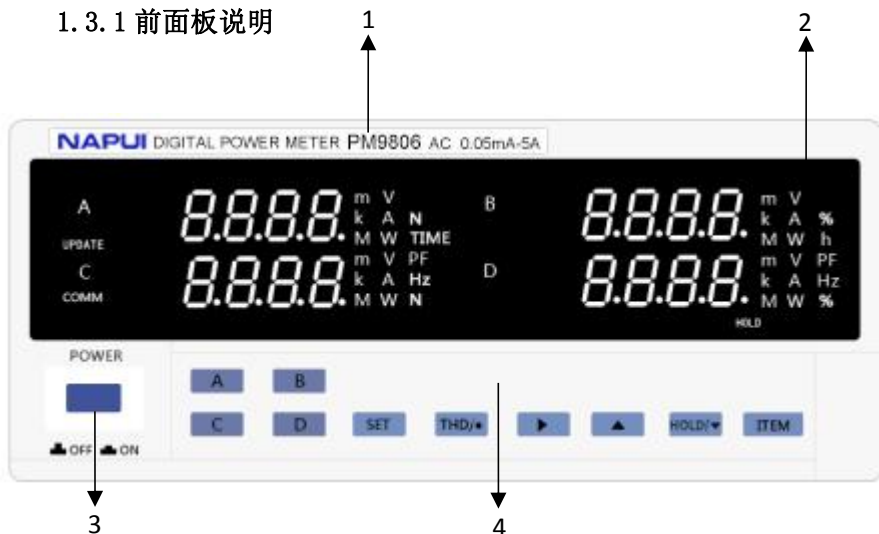 1.3.1 前面板说明
1 2
NAPUI DIGITAL POWER METER PM9806 AC 0.05mA-5A
A 8.8.8.8. m V B 8.8.8.8. m V
k A N k A %
UPDATE M W TIME M W h
C 8.8.8.8. m V PF D 8.8.8.8. m V PF
k A Hz k A Hz
COMM M W N M W %
HOLD
POWER
A B
C D SET THD/● ▶ ▲ HOLD/▼ ITEM
OFF ON
3 4